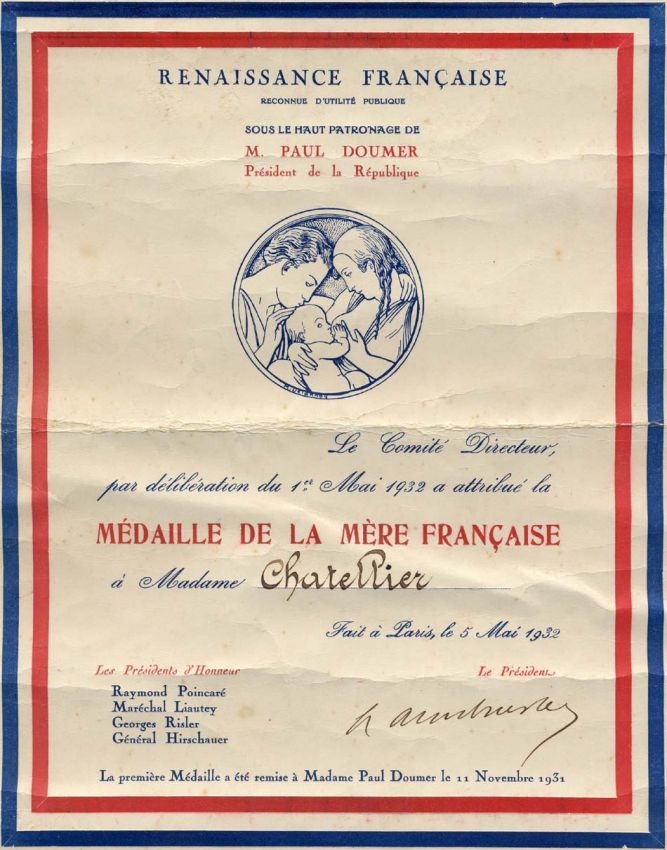 RENAISSANCE FRANÇAISE
RECONNUE D'UTILITÉ PUBLIQUE
SOUS LE HAUT PATRONAGE DE
M. PAUL DOUMER
Président de la République
Le Comité Directeur,
par délibération du 1er Mai 1932 a attribué la
MÉDAILLE DE LA MÈRE FRANÇAISE
à Madame Chatellier
Fait à Paris, le 5 Mai 1932
Les Présidents d'Honneur
Raymond Poincaré
Maréchal Liautey
Georges Risler
Général Hirschauer
Le Président
La première Médaille a été remise à Madame Paul Doumer le 11 Novembre 1931